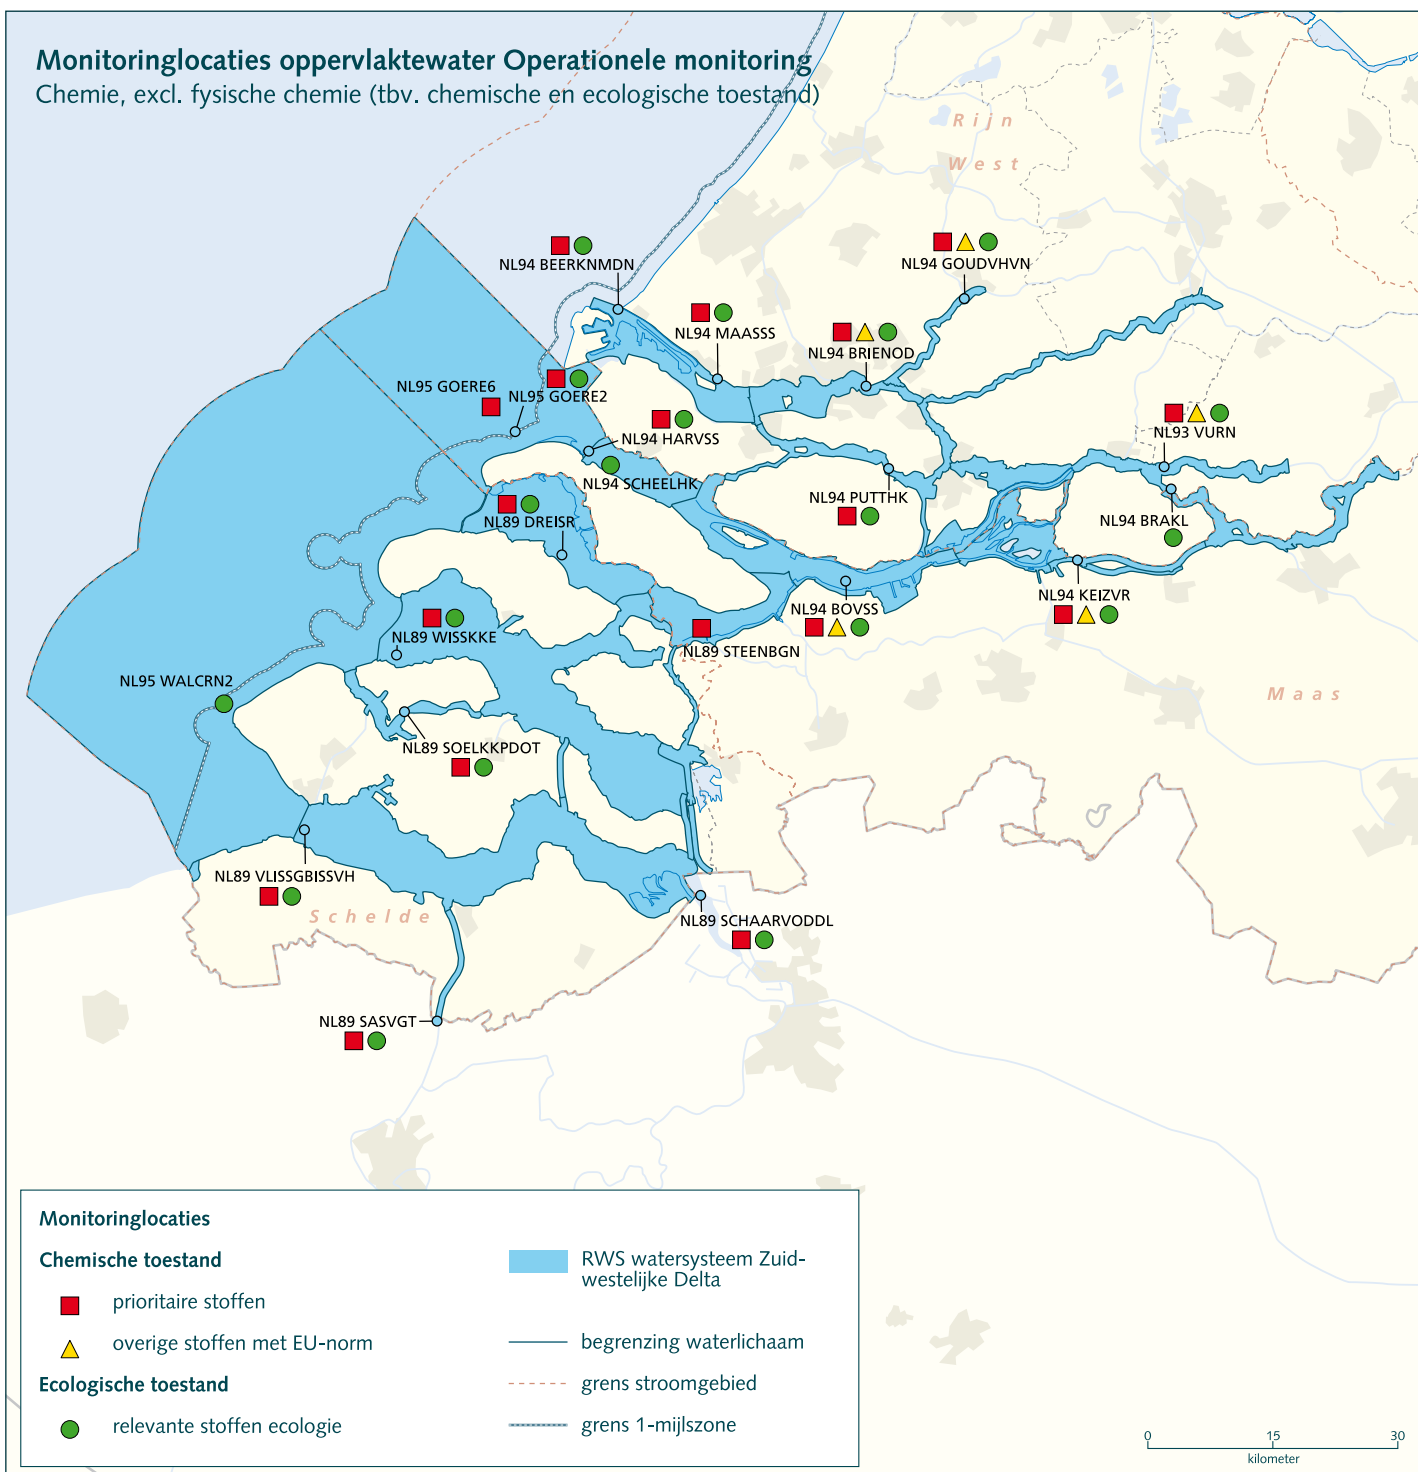 Monitoringlocaties oppervlaktewater Operationele monitoring
Chemie, excl. fysische chemie (tbv. chemische en ecologische toestand)
Rijn
West
NL94 BEERKNMDN
NL94 GOUDVHVN
NL94 MAASSS
NL94 BRIENOD
NL95 GOERE6
NL95 GOERE2
NL94 HARVSS
NL93 VURN
NL94 SCHEELHK
NL94 PUTTHK
NL89 DREISR
NL94 BRAKL
NL94 KEIZVR
NL94 BOVSS
NL89 WISSKKE
NL89 STEENBGN
NL95 WALCRN2
Maas
NL89 SOELKKPDOT
NL89 VLISSGBISSVH
Schelde
NL89 SCHAARVODDL
NL89 SASVGT
Monitoringlocaties
Chemische toestand
prioritaire stoffen
overige stoffen met EU-norm
Ecologische toestand
relevante stoffen ecologie
RWS watersysteem Zuid-
westelijke Delta
begrenzing waterlichaam
grens stroomgebied
grens 1-mijlszone
0 15 30
kilometer